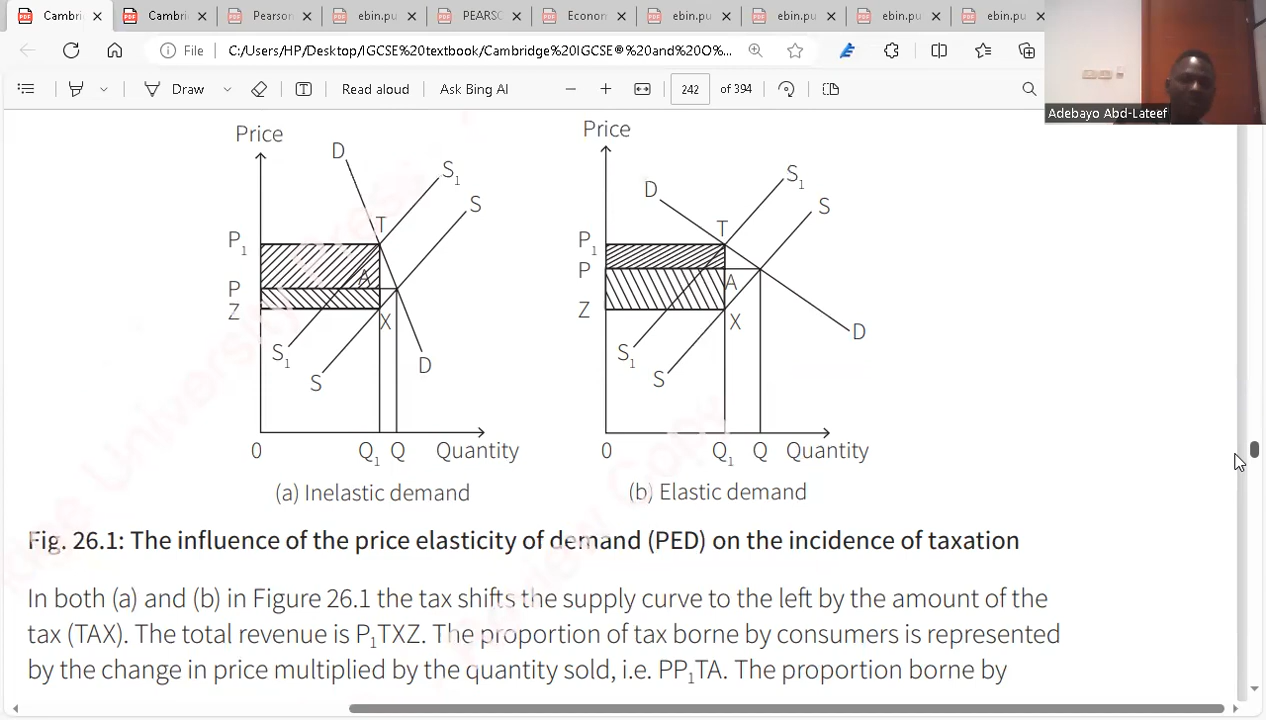 Cambri
Cambri
Pearson
ebin.pu
PEARSC
Econom
ebin.pu
ebin.pu
ebin.pu
ebin.pu
File
C:/Users/HP/Desktop/IGCSE%20textbook/Cambridge%20IGCSE®%20and%20O%...
Draw
Read aloud
Ask Bing AI
242
of 394
Adebayo Abd-Lateef
Price
D
S1
S
T
P1
A
P
Z
X
S1
S
D
0
Q1
Q
Quantity
(a) Inelastic demand
Price
D
S1
S
T
P1
P
A
Z
X
D
S1
S
0
Q1
Q
Quantity
(b) Elastic demand
Fig. 26.1: The influence of the price elasticity of demand (PED) on the incidence of taxation
In both (a) and (b) in Figure 26.1 the tax shifts the supply curve to the left by the amount of the
tax (TAX). The total revenue is P1TXZ. The proportion of tax borne by consumers is represented
by the change in price multiplied by the quantity sold, i.e. PP1TA. The proportion borne by